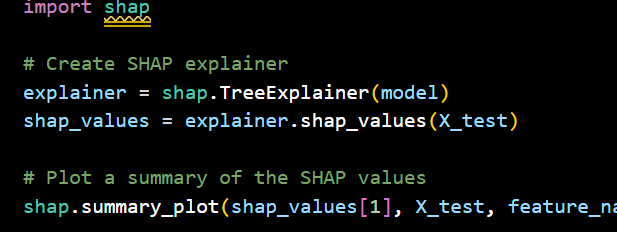 import shap
# Create SHAP explainer
explainer = shap.TreeExplainer(model)
shap_values = explainer.shap_values(X_test)
# Plot a summary of the SHAP values
shap.summary_plot(shap_values[1], X_test,